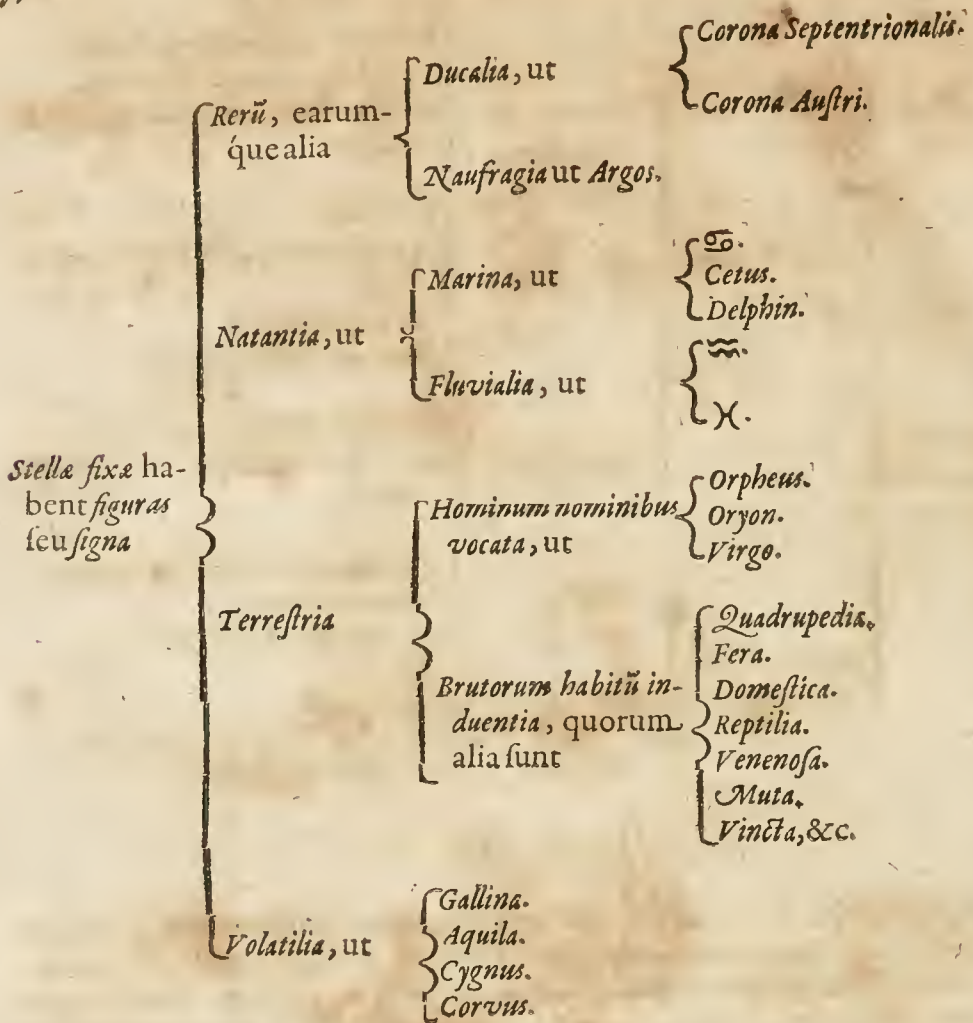 Stellæ fixæ ha-
bent figuras
ſeu ſigna
Rerũ, earum-
que alia
Ducalia, ut
Corona Septentrionalis.
Corona Auſtri.
Naufragia ut Argos.
Natantia, ut
Marina, ut
♋.
Cetus.
Delphin.
Fluvialia, ut
♒.
♓.
Terreſtria
Hominum nominibus
vocata, ut
Orpheus.
Oryon.
Virgo.
Brutorum habitũ in-
duentia, quorum
alia ſunt
Quadrupedia.
Fera.
Domeſtica.
Reptilia.
Venenoſa.
Muta.
Vincta, &c.
Volatilia, ut
Gallina.
Aquila.
Cygnus.
Corvus.